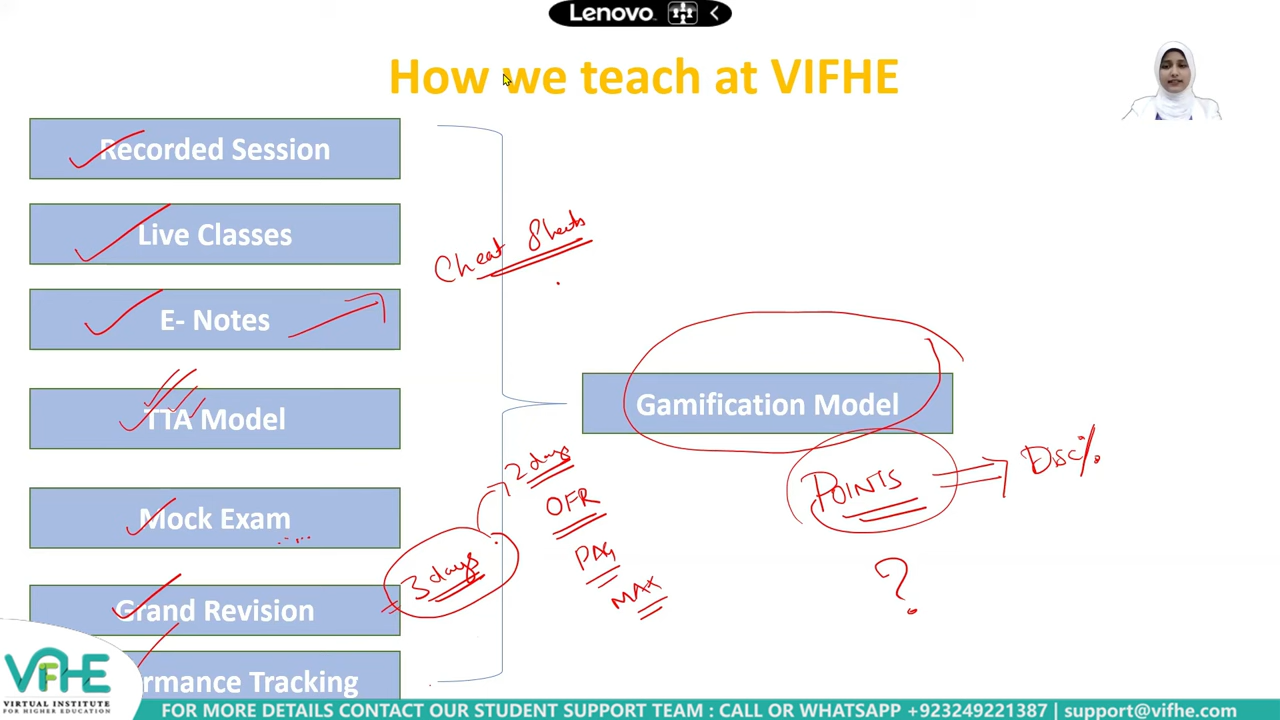 Lenovo
How we teach at VIFHE
Recorded Session
Live Classes
Cheat Sheets
E- Notes
TTA Model
Gamification Model
POINTS
Disc%
Mock Exam
2 days
OFR
PAG
MAX
3 days
?
Grand Revision
rmance Tracking
VIFHE
VIRTUAL INSTITUTE
FOR HIGHER EDUCATION
FOR MORE DETAILS CONTACT OUR STUDENT SUPPORT TEAM : CALL OR WHATSAPP +923249221387 | support@vifhe.com